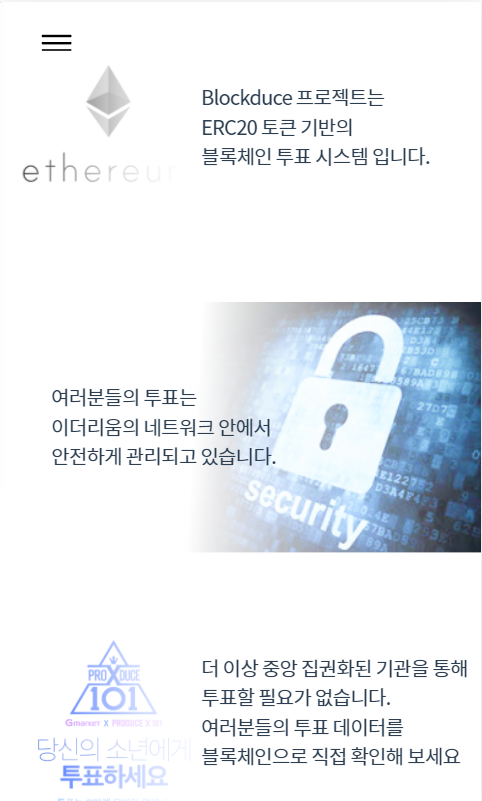 ethereum
Blockduce 프로젝트는
ERC20 토큰 기반의
블록체인 투표 시스템 입니다.
여러분들의 투표는
이더리움의 네트워크 안에서
안전하게 관리되고 있습니다.
security
PRODUCE
101
Gmarket X PRODUCE X 101
당신의 소년에게
투표하세요
더 이상 중앙 집권화된 기관을 통해
투표할 필요가 없습니다.
여러분들의 투표 데이터를
블록체인으로 직접 확인해 보세요